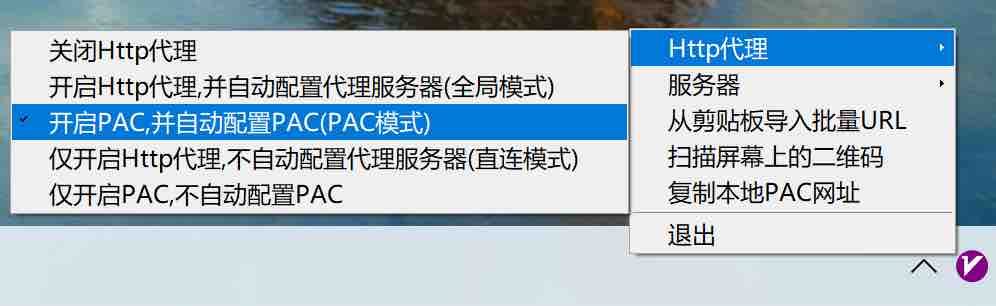 关闭Http代理
开启Http代理,并自动配置代理服务器(全局模式)
开启PAC,并自动配置PAC(PAC模式)
仅开启Http代理,不自动配置代理服务器(直连模式)
仅开启PAC,不自动配置PAC
Http代理
服务器
从剪贴板导入批量URL
扫描屏幕上的二维码
复制本地PAC网址
退出